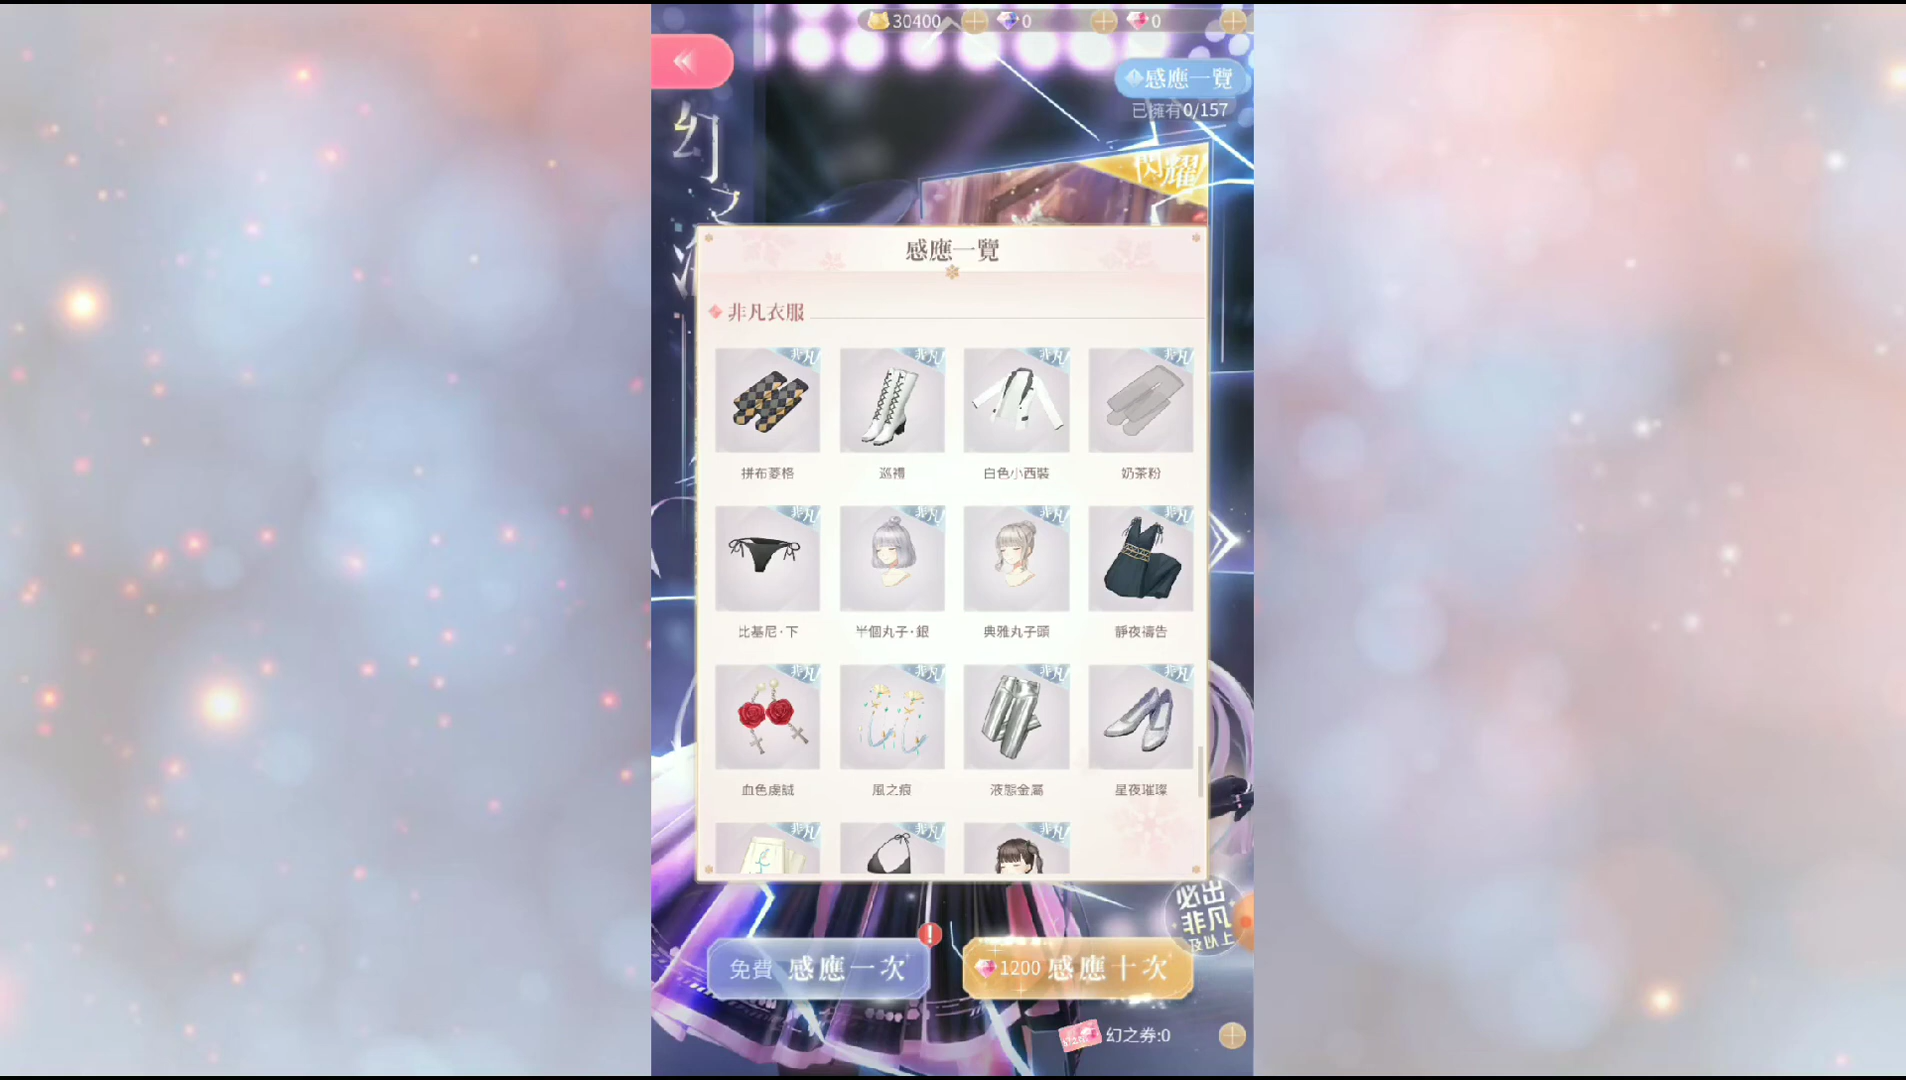 30400
0
0
感應一覽
已擁有0/157
幻之
閃耀
感應一覽
非凡衣服
非凡 非凡 非凡 非凡
拼布菱格 巡禮 白色小西裝 奶茶粉
非凡 非凡 非凡 非凡
比基尼·下 半個丸子·銀 典雅丸子頭 靜夜禱告
非凡 非凡 非凡 非凡
血色虔誠 風之痕 液態金屬 星夜璀璨
非凡 非凡 非凡
必出
非凡
及以上
免費 感應一次
1200 感應十次
幻之券:0